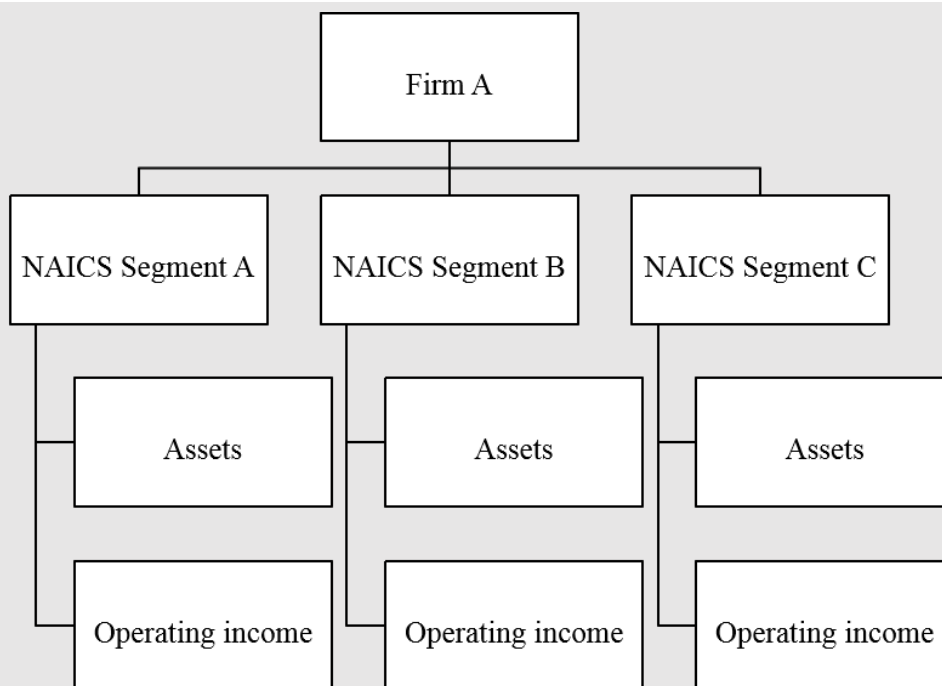 Firm A
NAICS Segment A
NAICS Segment B
NAICS Segment C
Assets
Assets
Assets
Operating income
Operating income
Operating income